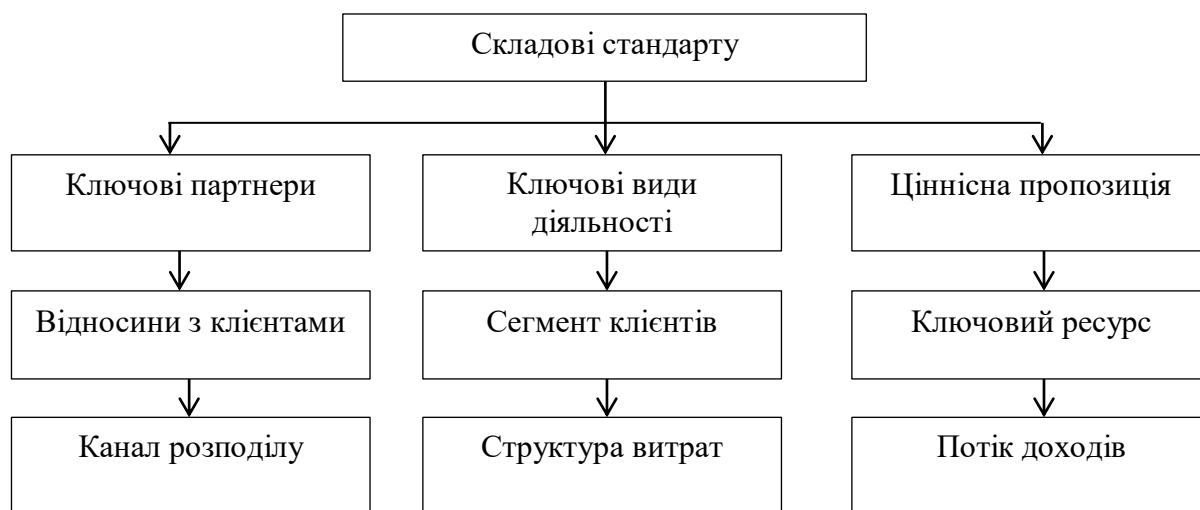 Складові стандарту
Ключові партнери
Ключові види
діяльності
Ціннісна пропозиція
Відносини з клієнтами
Сегмент клієнтів
Ключовий ресурс
Канал розподілу
Структура витрат
Потік доходів